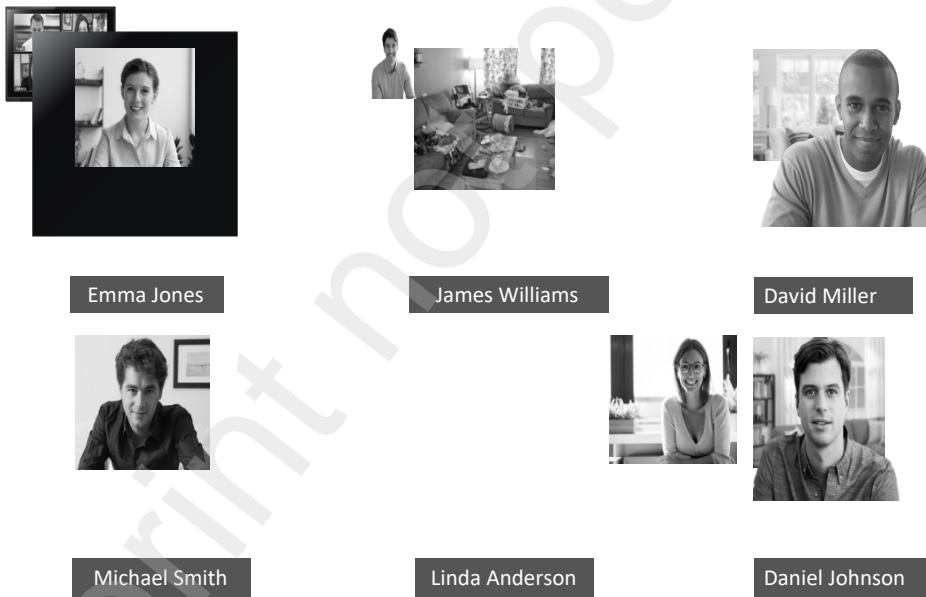 Emma Jones
James Williams
David Miller
Michael Smith
Linda Anderson
Daniel Johnson